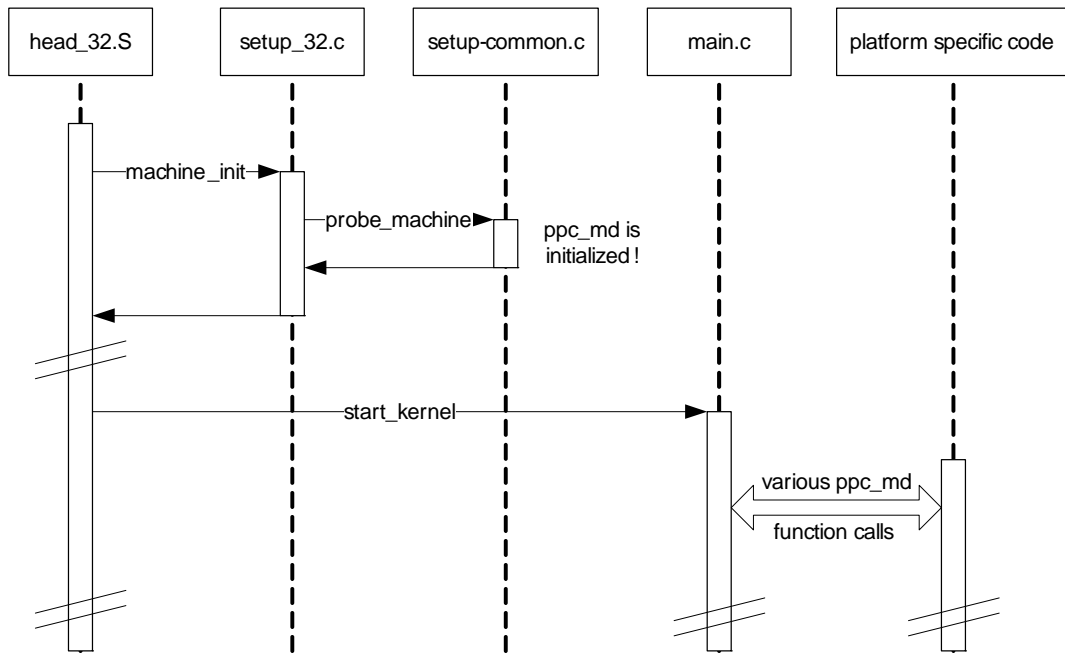 head_32.S
setup_32.c
setup-common.c
main.c
platform specific code
machine_init
probe_machine
ppc_md is
initialized !
start_kernel
various ppc_md
function calls